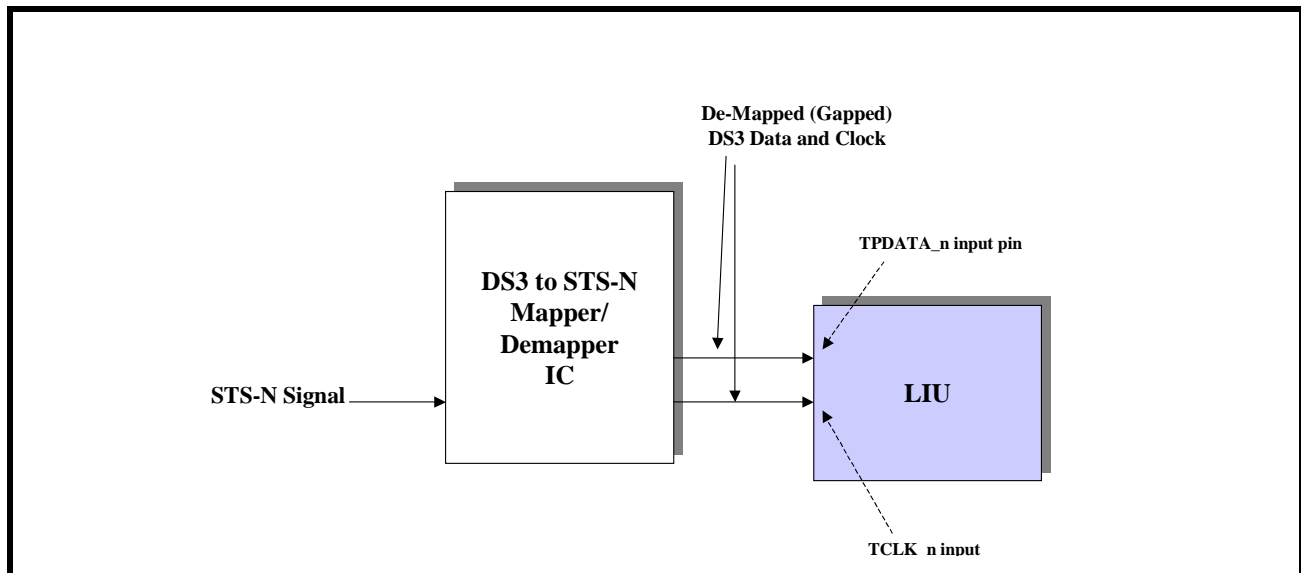 De-Mapped (Gapped)
DS3 Data and Clock
TPDATA_n input pin
DS3 to STS-N
Mapper/
Demapper
IC
STS-N Signal
LIU
TCLK_n input